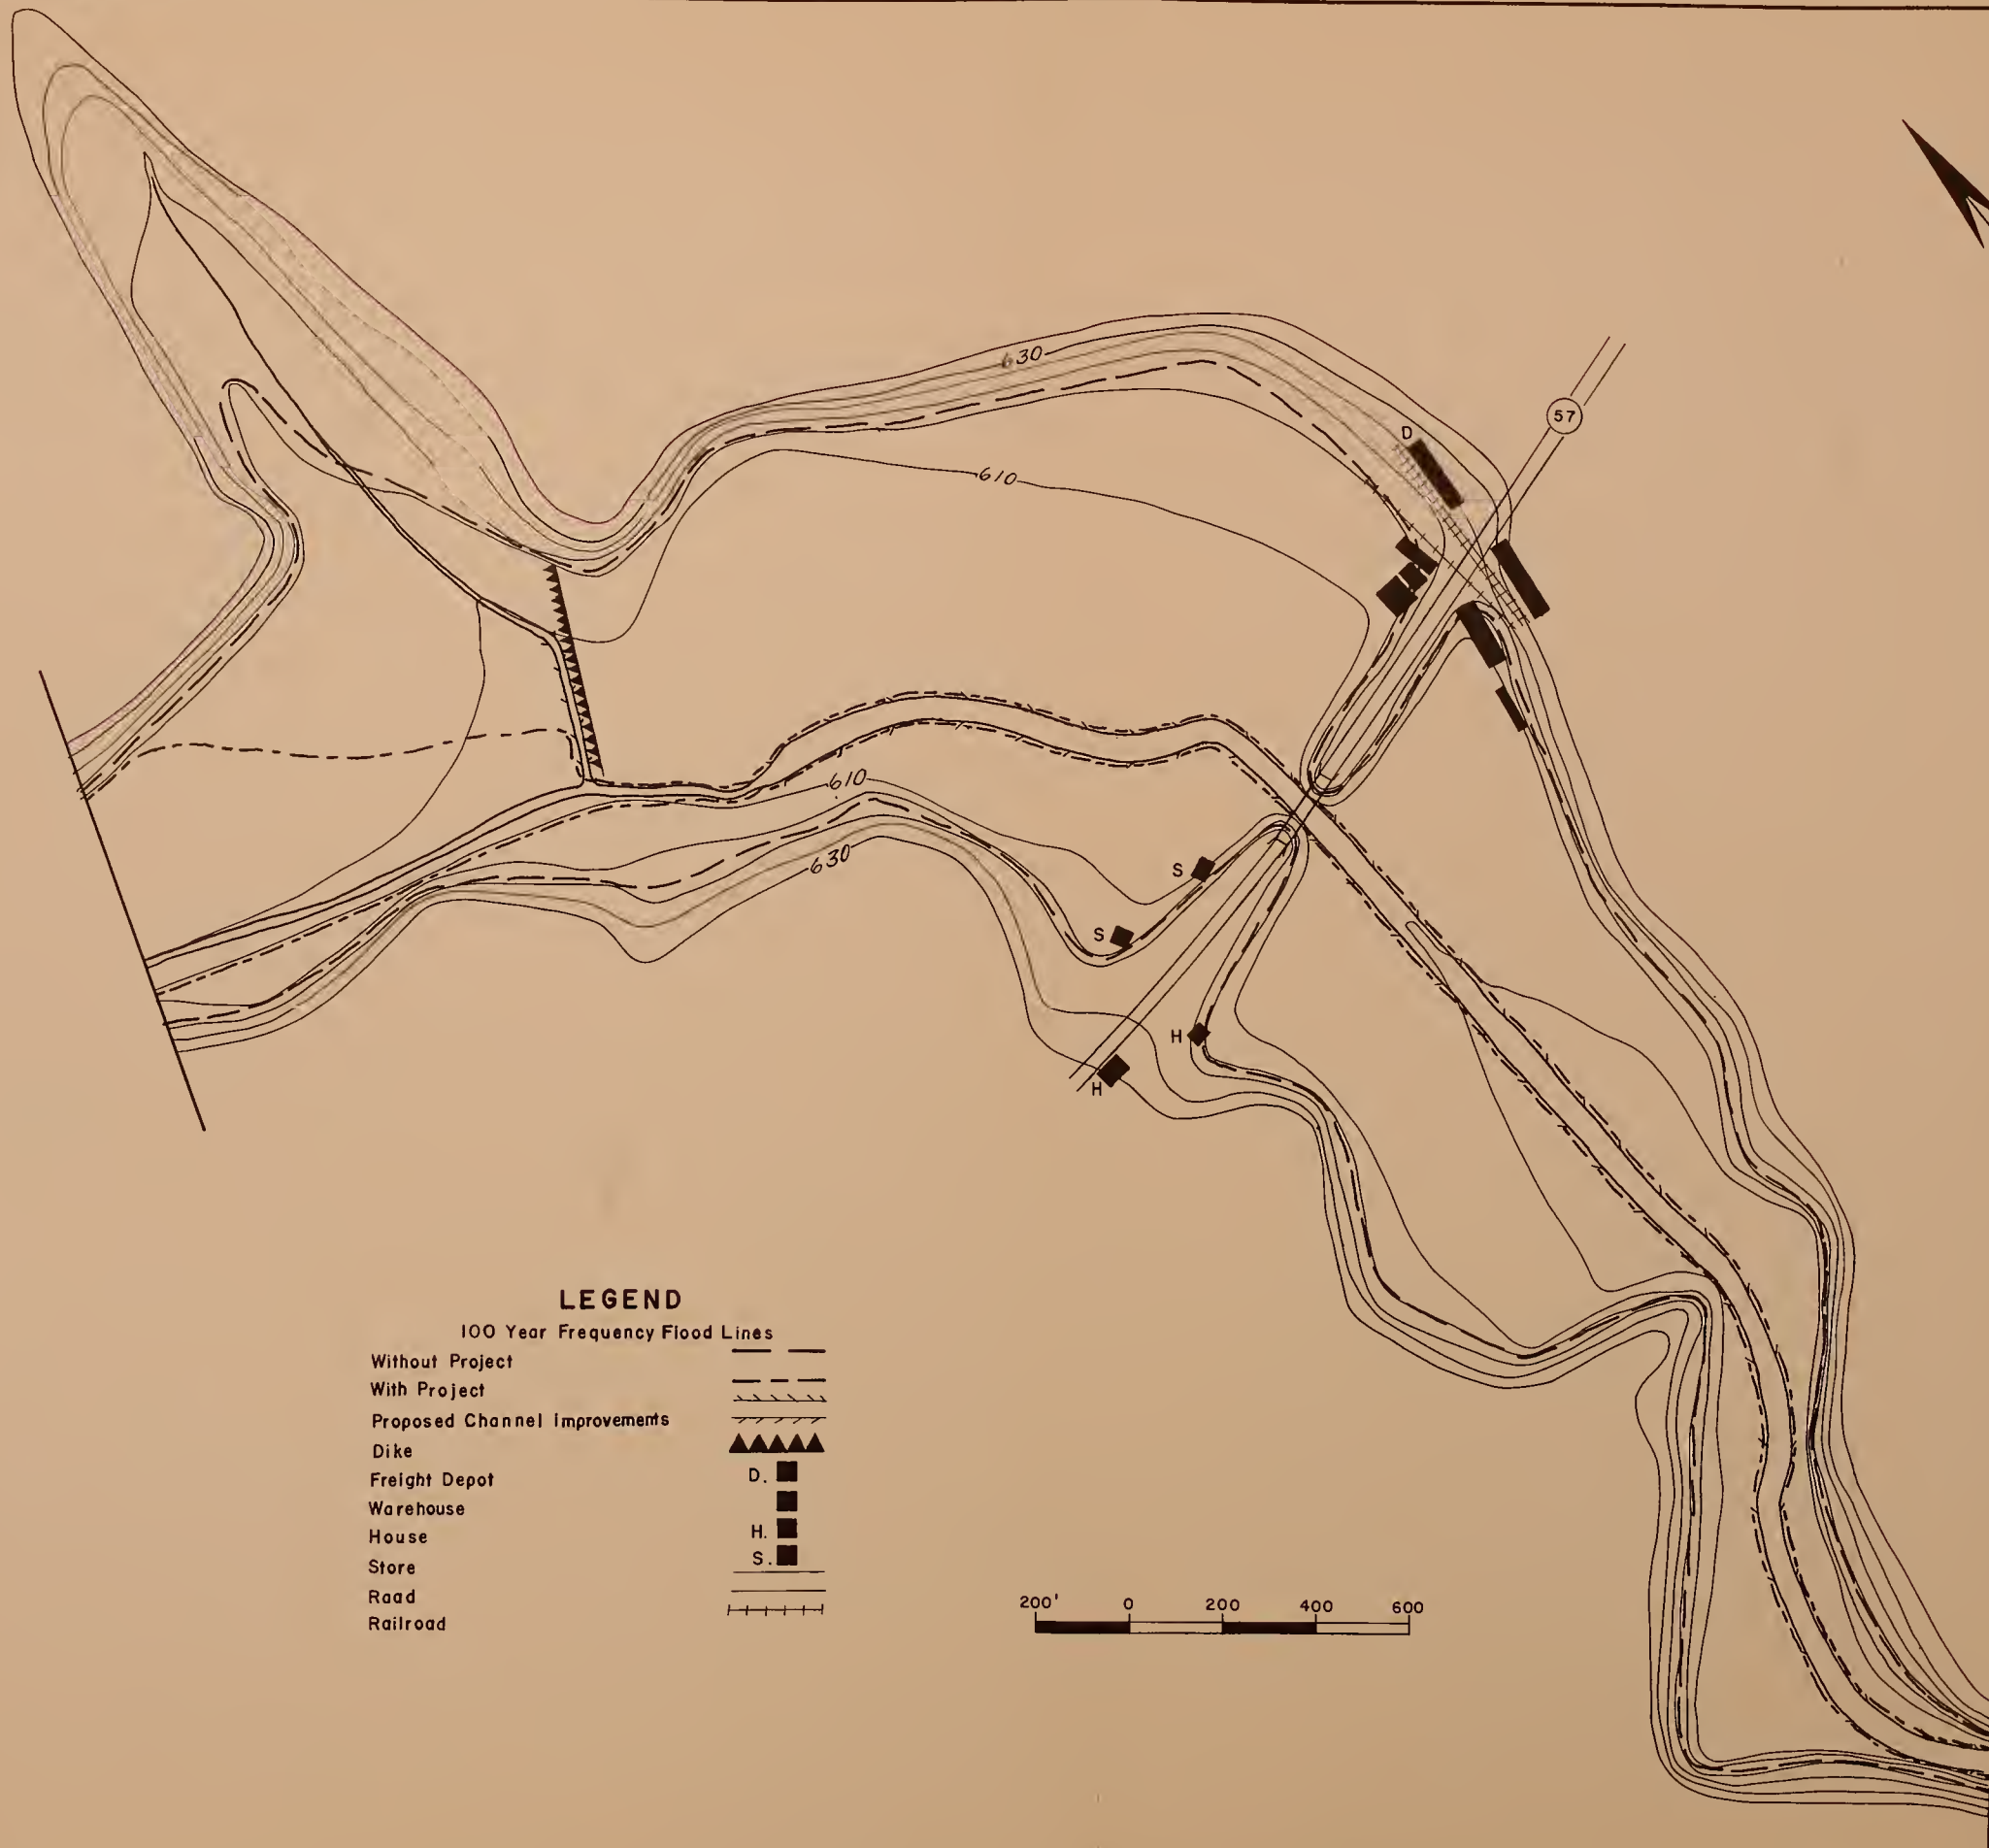 630
57
D
610
610
630
S
S
H
H
LEGEND
100 Year Frequency Flood Lines
Without Project
With Project
Proposed Channel Improvements
Dike
Freight Depot D.
Warehouse
House H.
Store S.
Road
Railroad
200' 0 200 400 600